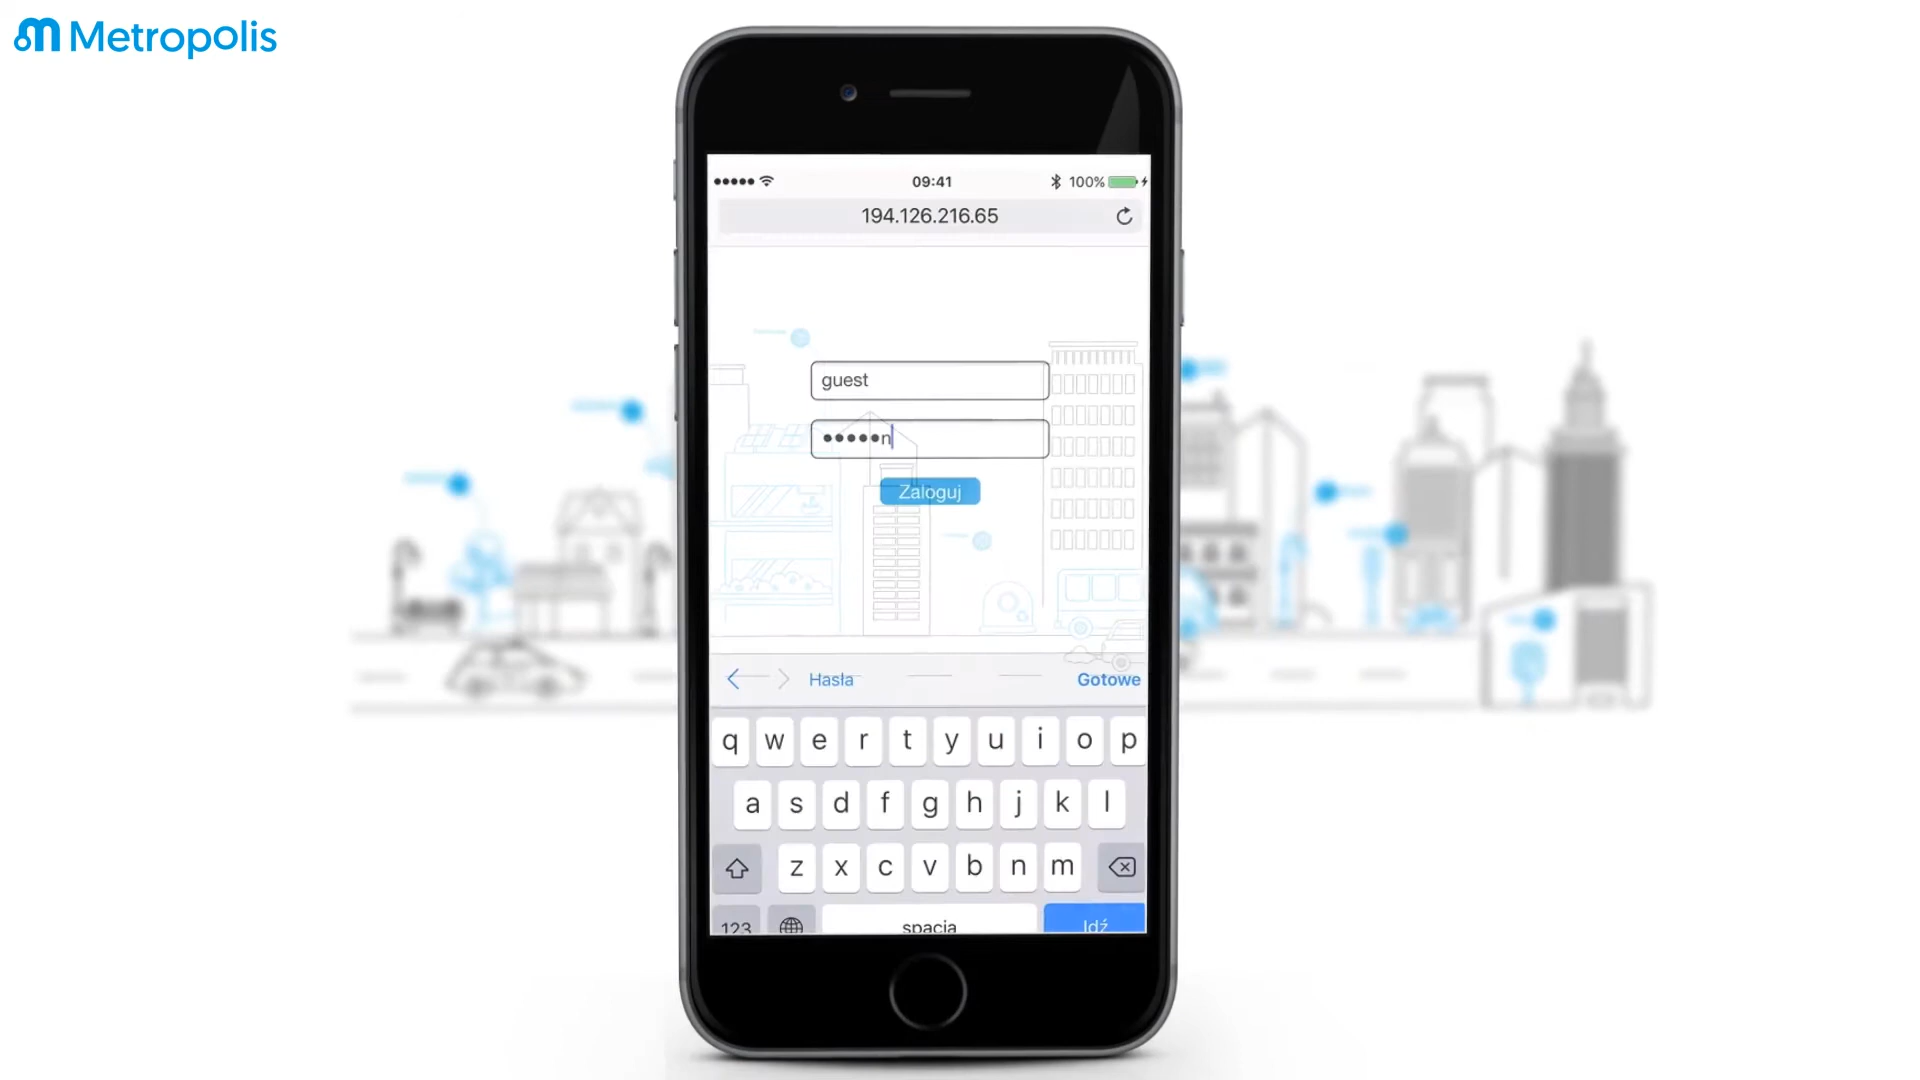 Metropolis
09:41
100%
194.126.216.65
guest
•••••n
Zaloguj
Hasła
Gotowe
q w e r t y u i o p
a s d f g h j k l
z x c v b n m
123
spacja
Idź